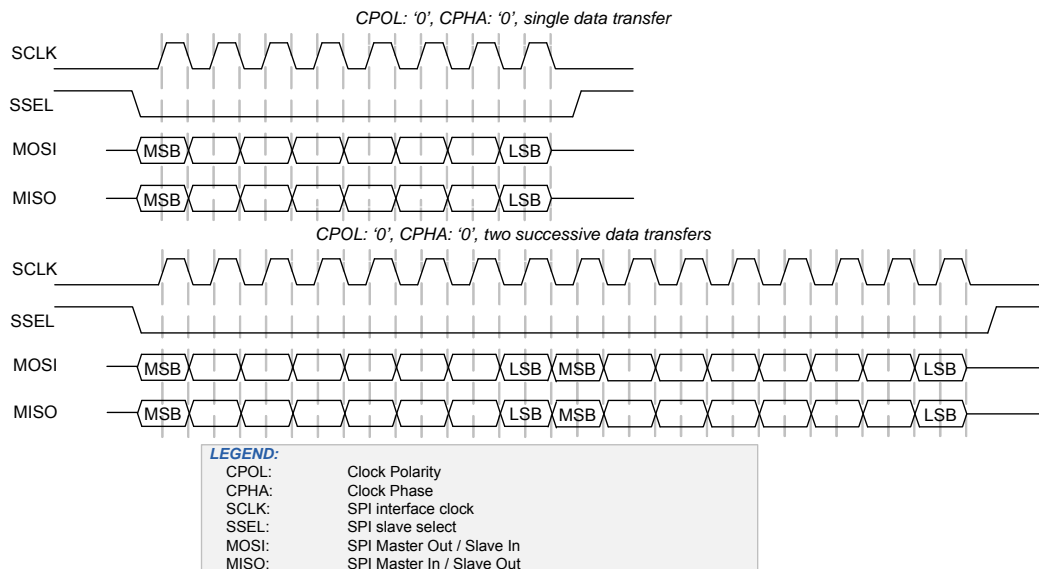 CPOL: ‘0’, CPHA: ‘0’, single data transfer
SCLK
SSEL
MOSI MSB LSB
MISO MSB LSB
CPOL: ‘0’, CPHA: ‘0’, two successive data transfers
SCLK
SSEL
MOSI MSB LSB MSB LSB
MISO MSB LSB MSB LSB
LEGEND:
CPOL: Clock Polarity
CPHA: Clock Phase
SCLK: SPI interface clock
SSEL: SPI slave select
MOSI: SPI Master Out / Slave In
MISO: SPI Master In / Slave Out